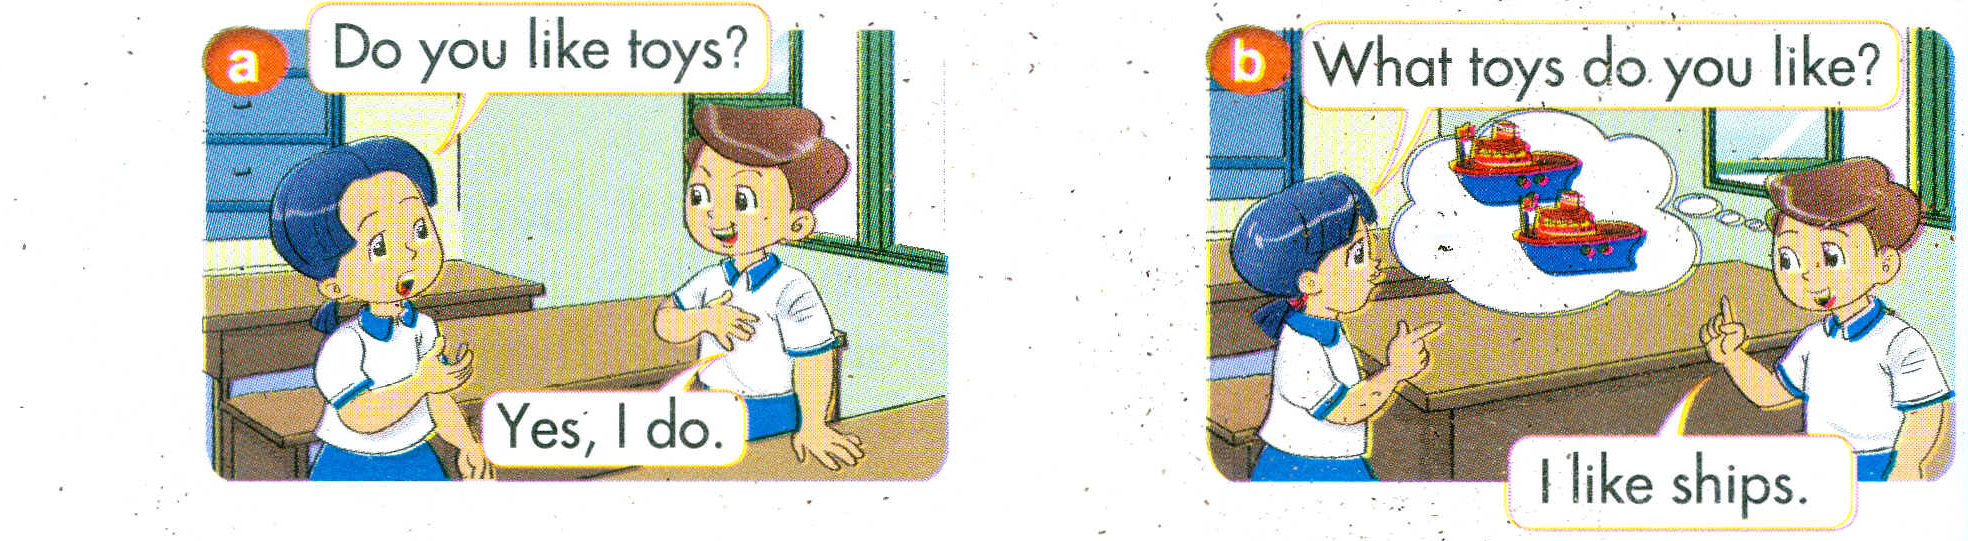 a
Do you like toys?
Yes, I do.
b
What toys do you like?
I like ships.